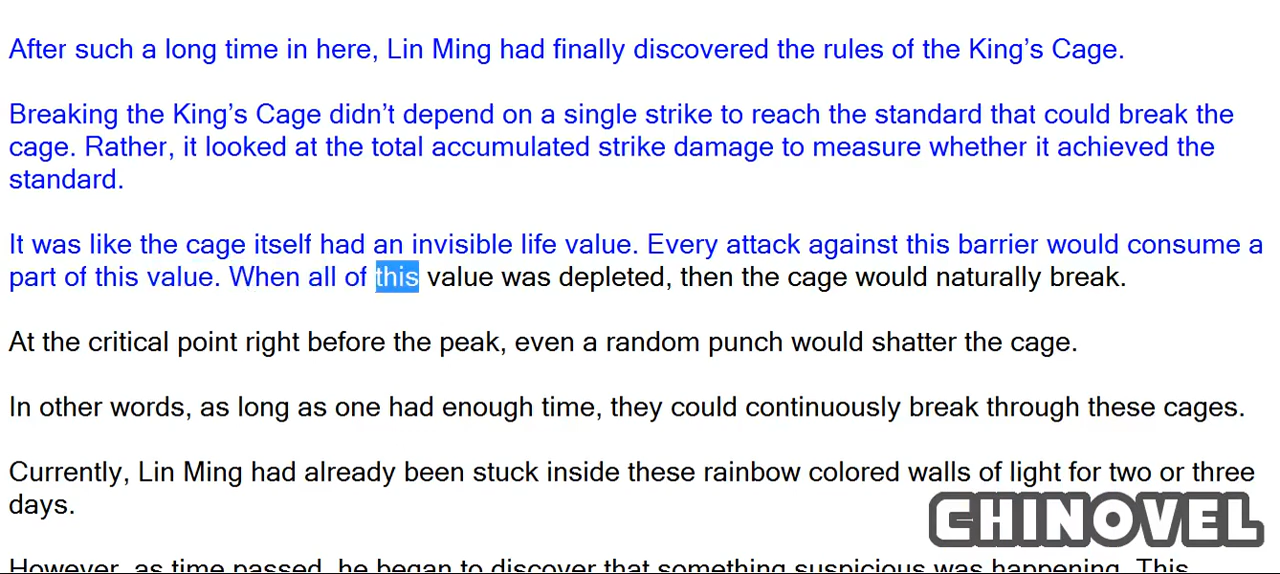 After such a long time in here, Lin Ming had finally discovered the rules of the King’s Cage.
Breaking the King’s Cage didn’t depend on a single strike to reach the standard that could break the
cage. Rather, it looked at the total accumulated strike damage to measure whether it achieved the
standard.
It was like the cage itself had an invisible life value. Every attack against this barrier would consume a
part of this value. When all of this value was depleted, then the cage would naturally break.
At the critical point right before the peak, even a random punch would shatter the cage.
In other words, as long as one had enough time, they could continuously break through these cages.
Currently, Lin Ming had already been stuck inside these rainbow colored walls of light for two or three
days.
CHINOVEL
However, as time passed, he began to discover that something suspicious was happening. This